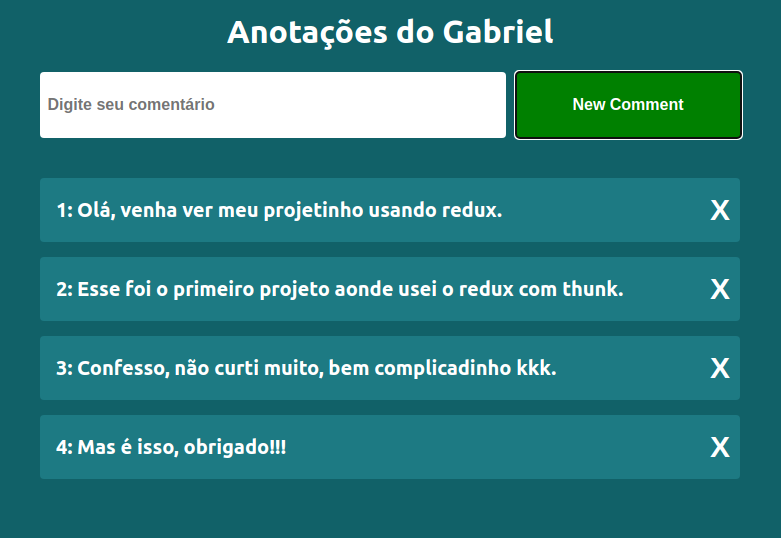 Anotações do Gabriel
Digite seu comentário
New Comment
1: Olá, venha ver meu projetinho usando redux.
X
2: Esse foi o primeiro projeto aonde usei o redux com thunk.
X
3: Confesso, não curti muito, bem complicadinho kkk.
X
4: Mas é isso, obrigado!!!
X